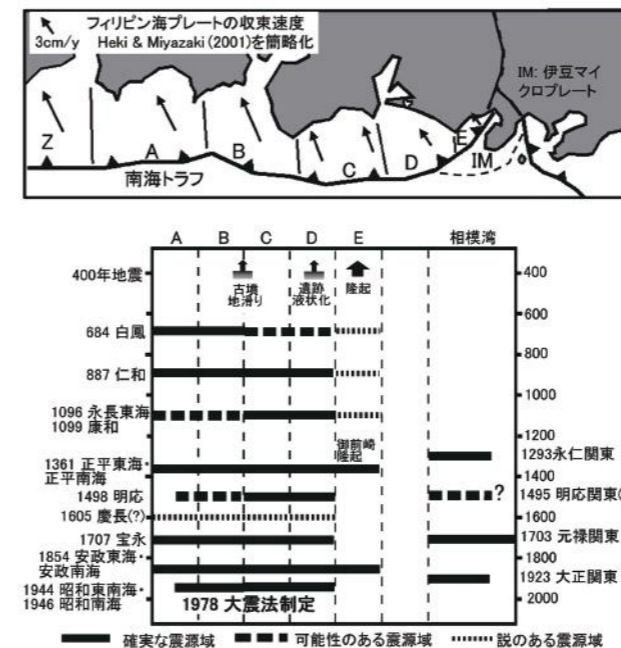 フィリピン海プレートの収束速度
3cm/y Heki & Miyazaki (2001)を簡略化
IM: 伊豆マイ
クロプレート
Z
A
B
C
D
E
IM
南海トラフ
A B C D E 相模湾
400年地震
古墳
地滑り
遺跡
液状化
隆起
400
600
684 白鳳
800
887 仁和
1000
1096 永長東海
1099 康和
御前崎
隆起
1200
1293永仁関東
1361 正平東海・
正平南海
1400
1498 明応
? 1495 明応関東(
1605 慶長(?)
1600
1707 宝永
1703 元禄関東
1854 安政東海・
安政南海
1800
1923 大正関東
1944 昭和東南海・
1946 昭和南海
1978 大震法制定
2000
確実な震源域 可能性のある震源域 説のある震源域